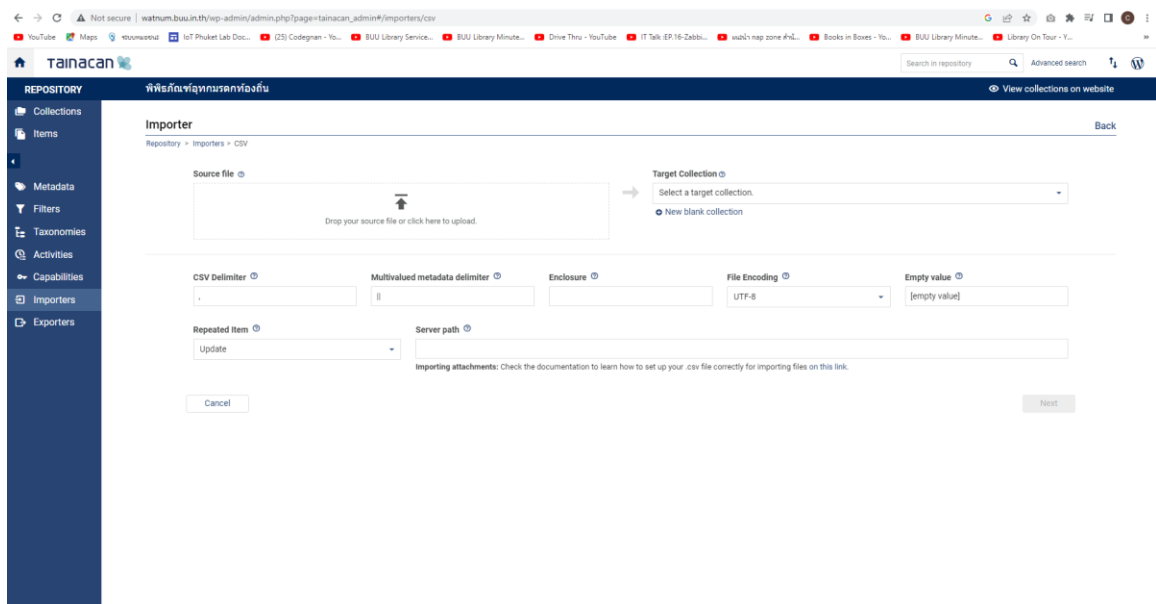 Not secure | watnum.buu.in.th/wp-admin/admin.php?page=tainacan_admin#/importers/csv
YouTube Maps IoT Phuket Lab Doc... (25) Codegnan - Yo... BUU Library Service... BUU Library Minute... Drive Thru - YouTube IT Talk :EP.16-Zabbi... Books in Boxes - Yo... BUU Library Minute... Library On Tour - Y... »
Tainacan Search in repository Advanced search
REPOSITORY พิพิธภัณฑ์อุทกมรดกท้องถิ่น View collections on website
Collections
Items
Metadata
Filters
Taxonomies
Activities
Capabilities
Importers
Exporters
Importer Back
Repository > Importers > CSV
Source file Target Collection
Drop your source file or click here to upload. Select a target collection.
New blank collection
CSV Delimiter Multivalued metadata delimiter Enclosure File Encoding Empty value
, || UTF-8 [empty value]
Repeated Item Server path
Update
Importing attachments: Check the documentation to learn how to set up your .csv file correctly for importing files on this link.
Cancel Next